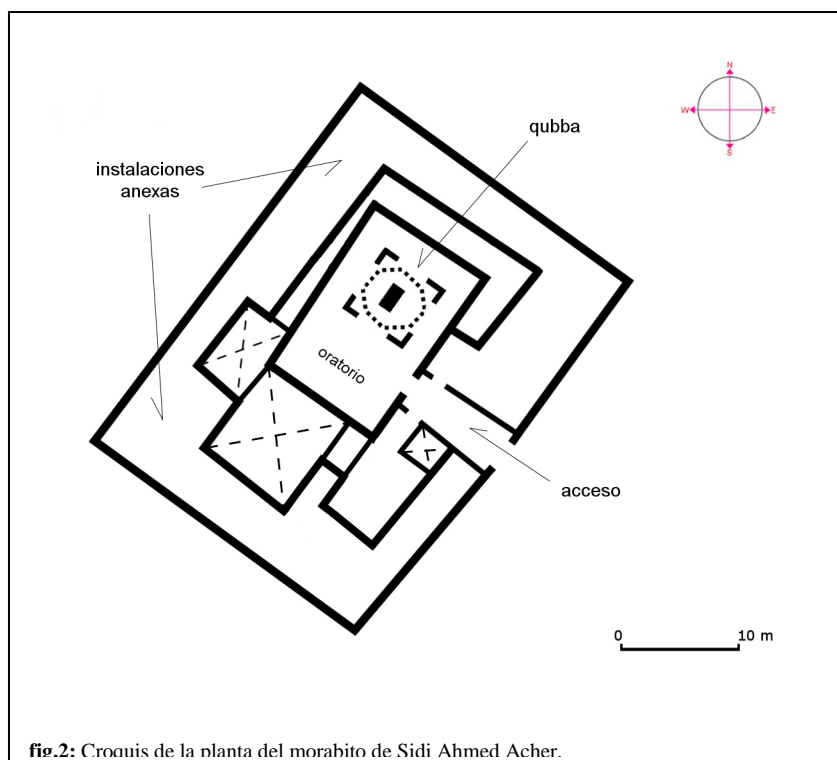 N
W E
S
qubba
instalaciones
anexas
oratorio
acceso
0 10 m
fig.2: Croquis de la planta del morabito de Sidi Ahmed Acher.